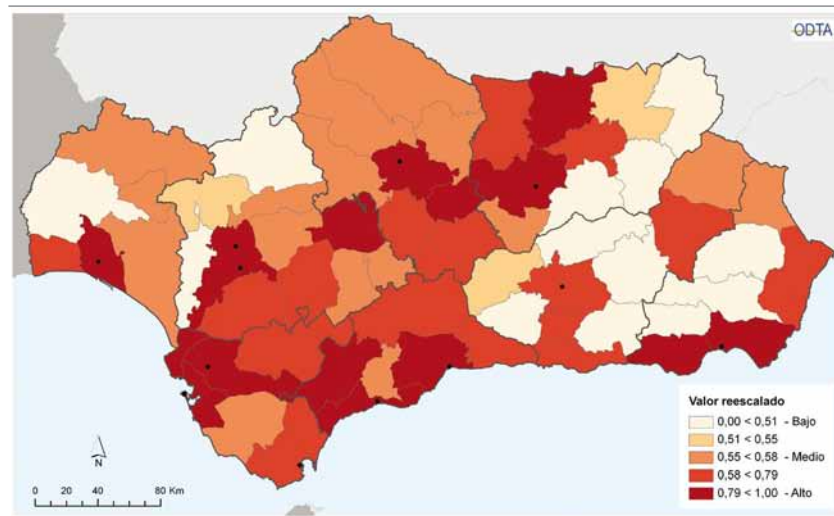 ODTA
Valor reescalado
0,00 < 0,51 - Bajo
0,51 < 0,55
0,55 < 0,58 - Medio
0,58 < 0,79
0,79 < 1,00 - Alto
N
0 20 40 80 Km